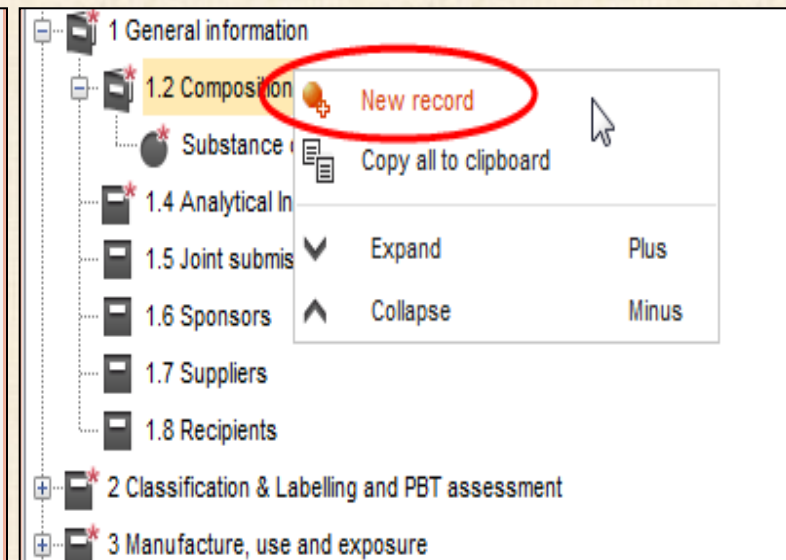 1 General information
1.2 Composition
New record
Substance
Copy all to clipboard
1.4 Analytical In
1.5 Joint submis
Expand Plus
1.6 Sponsors
Collapse Minus
1.7 Suppliers
1.8 Recipients
2 Classification & Labelling and PBT assessment
3 Manufacture, use and exposure